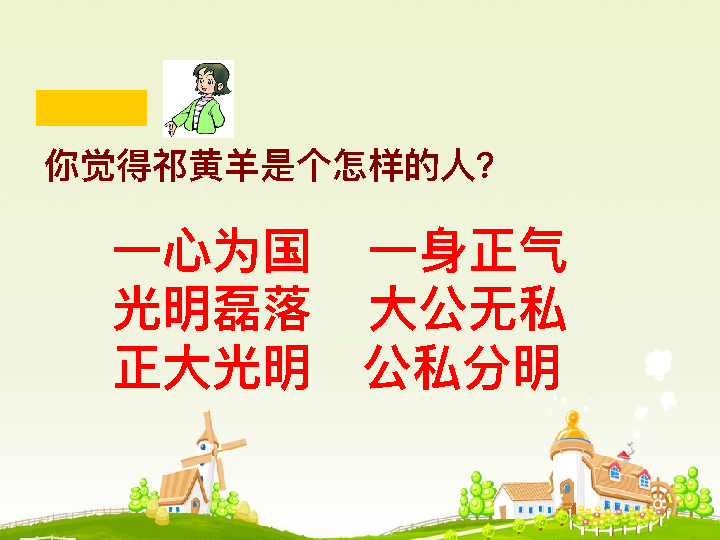 你觉得祁黄羊是个怎样的人？
一心为国 一身正气
光明磊落 大公无私
正大光明 公私分明